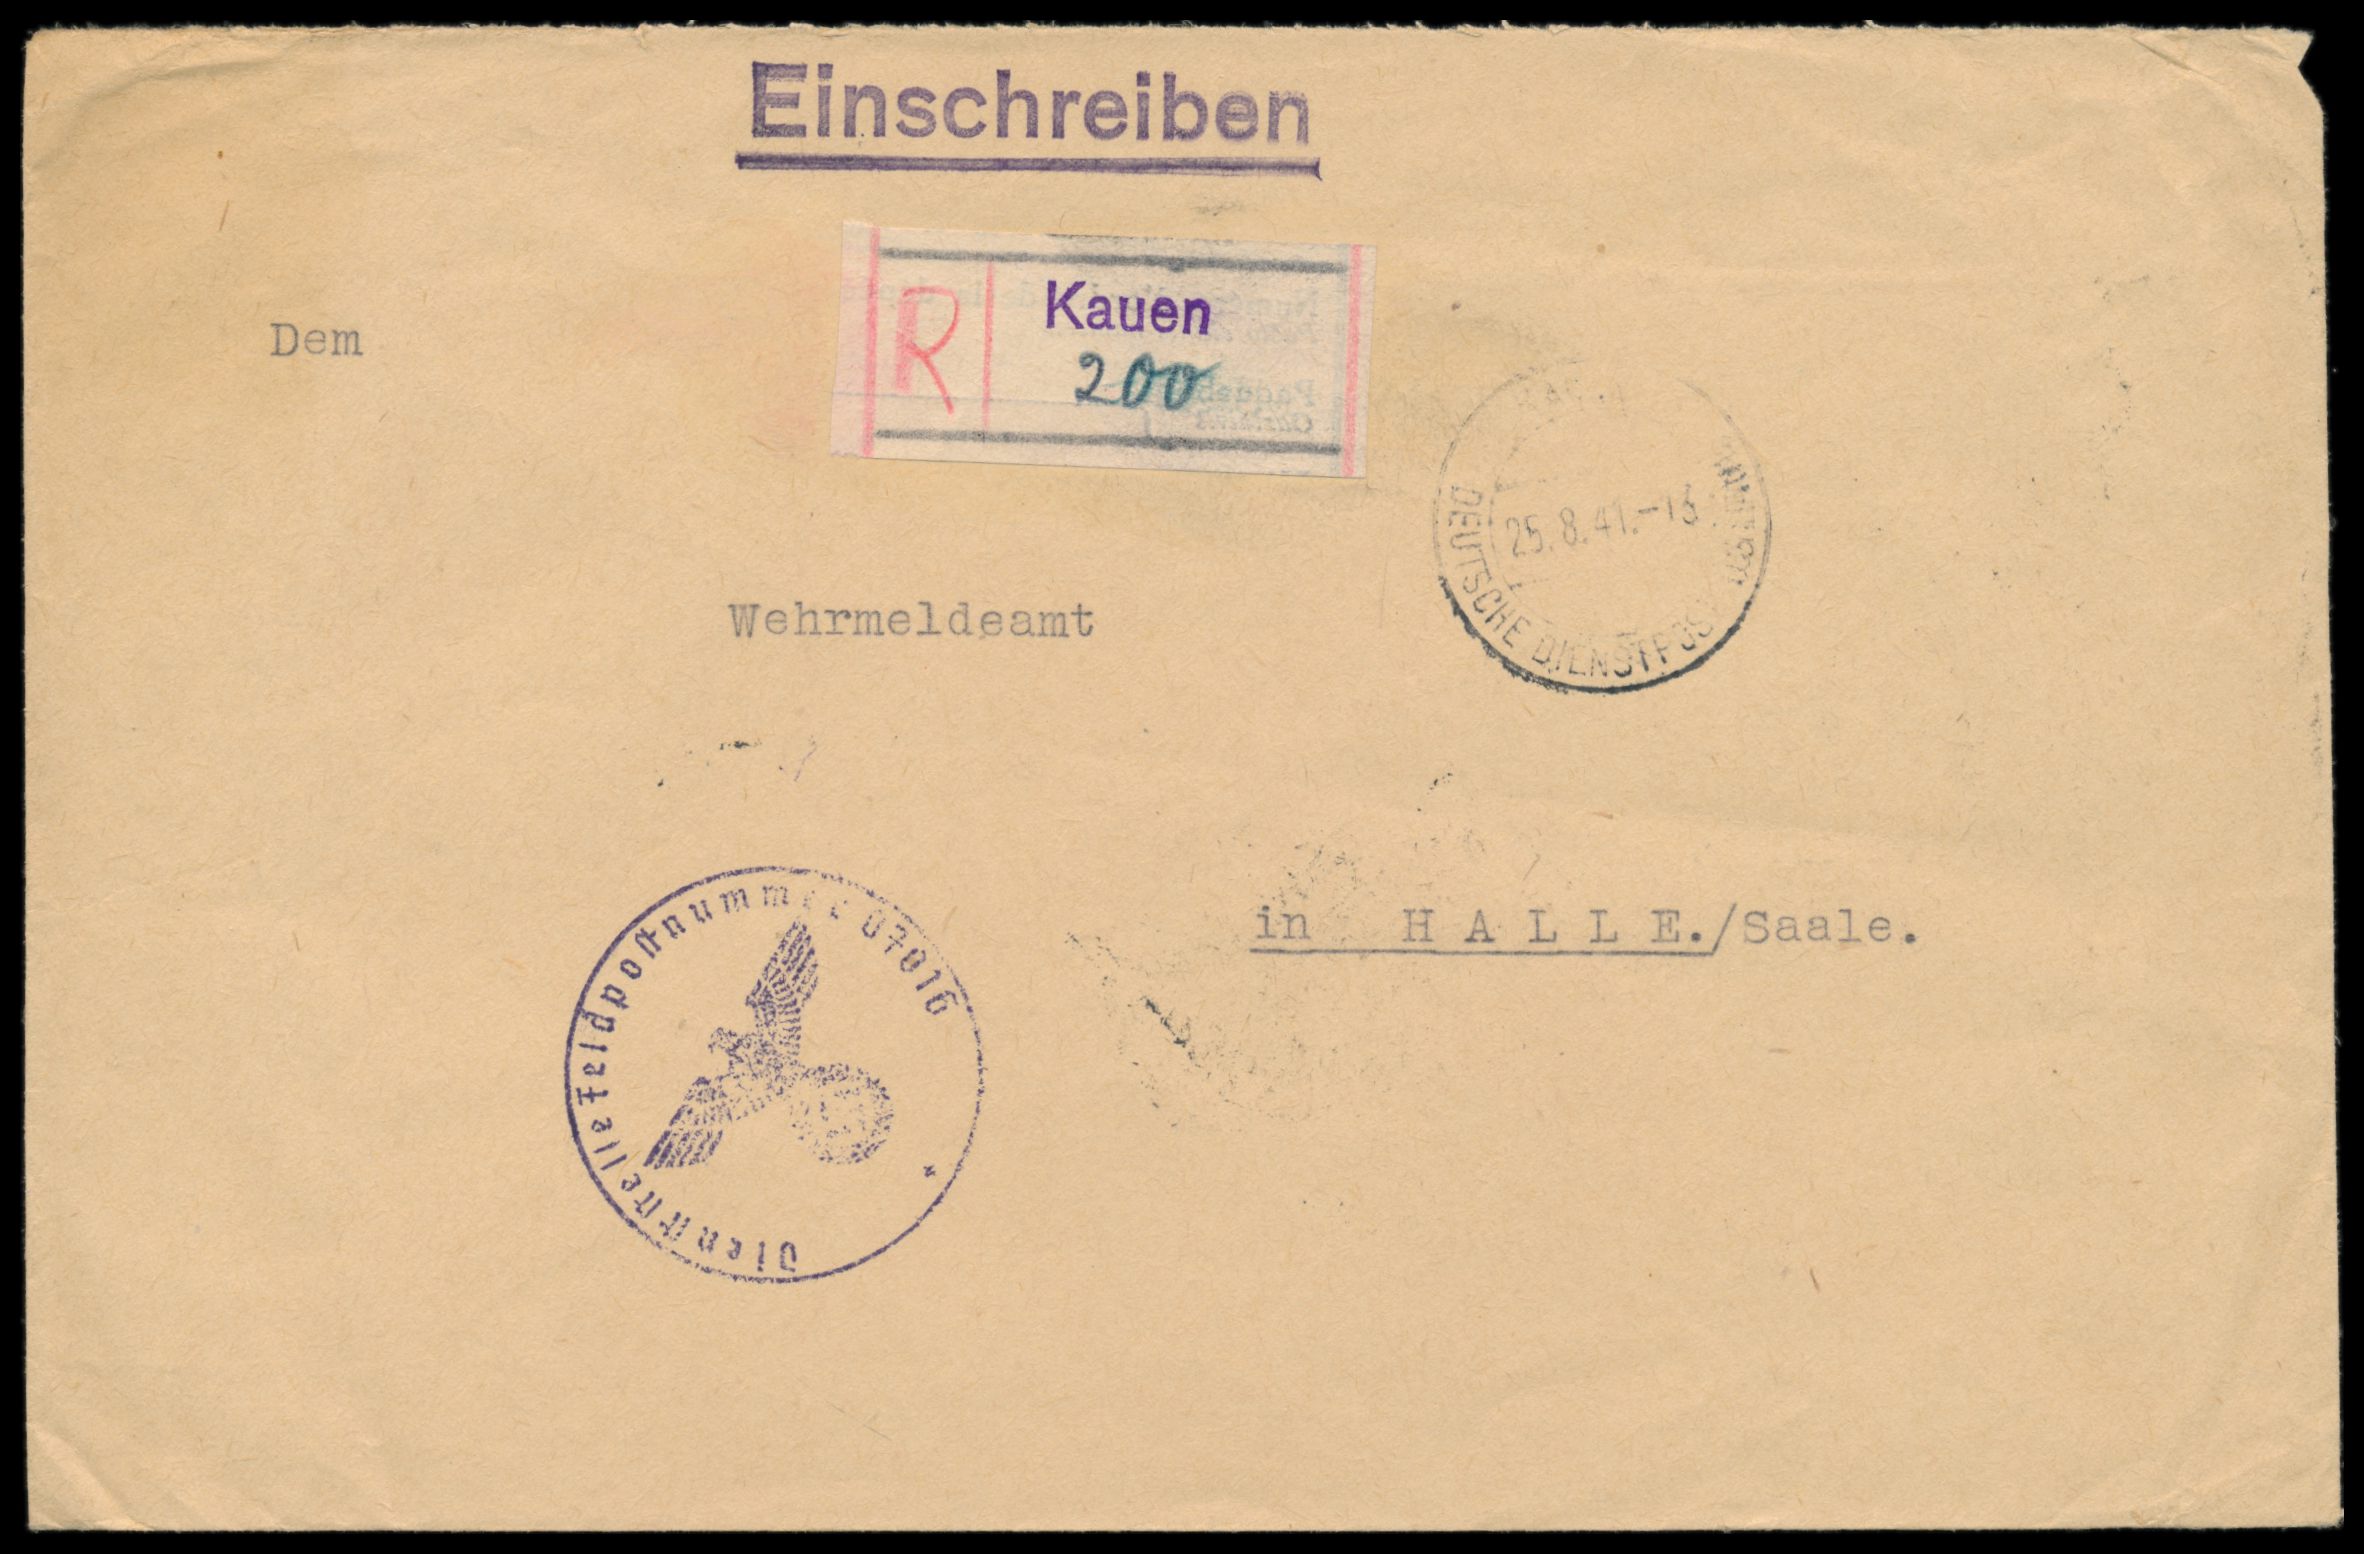 Einschreiben
R
Kauen
200
Dem
25.8.41.-13
DEUTSCHE DIENSTPOST
Wehrmeldeamt
in H A L L E./Saale.
Dienststelle Feldpostnummer 07016
*